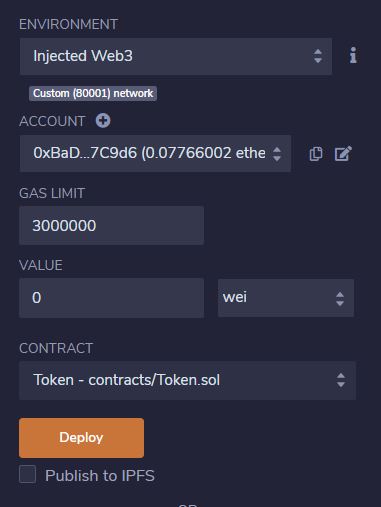 ENVIRONMENT
Injected Web3
Custom (80001) network
ACCOUNT
0xBaD...7C9d6 (0.07766002 ethe
GAS LIMIT
3000000
VALUE
0 wei
CONTRACT
Token - contracts/Token.sol
Deploy
Publish to IPFS
OR